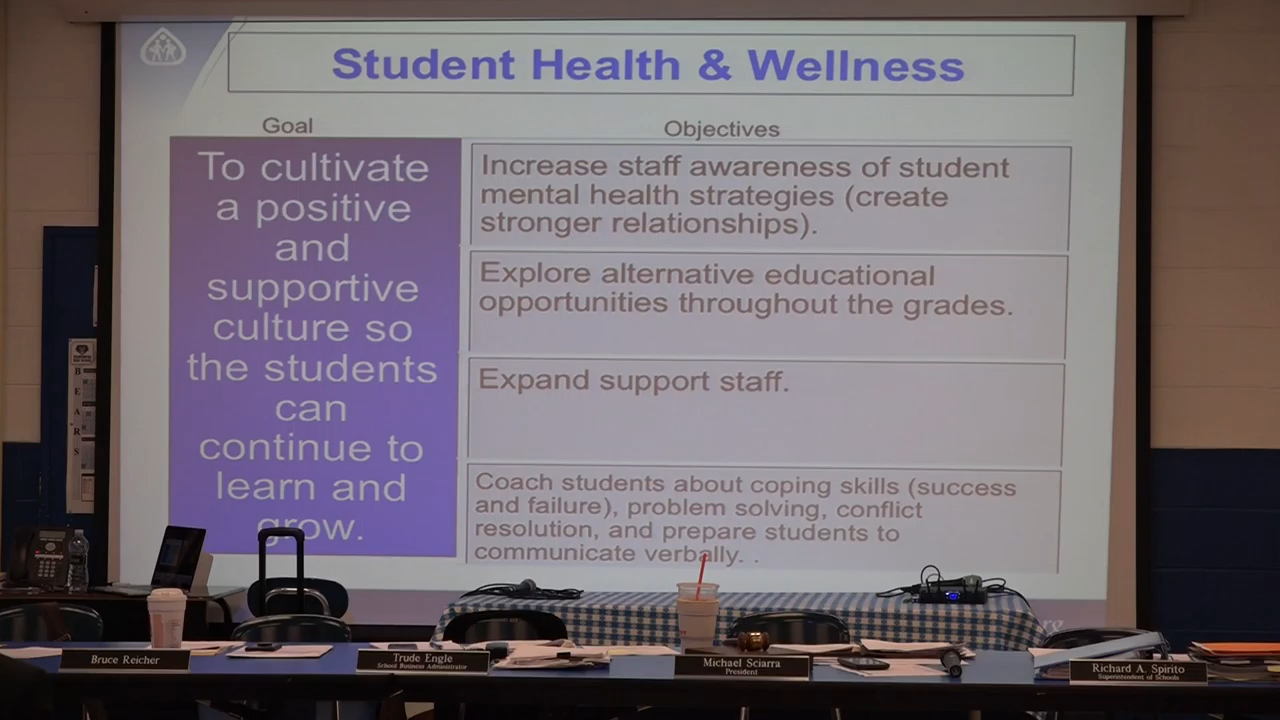 Student Health & Wellness
Goal
Objectives
To cultivate
a positive
and
supportive
culture so
the students
can
continue to
learn and
grow.
Increase staff awareness of student
mental health strategies (create
stronger relationships).
Explore alternative educational
opportunities throughout the grades.
Expand support staff.
Coach students about coping skills (success
and failure), problem solving, conflict
resolution, and prepare students to
communicate verbally. .
BEARS
Bruce Reicher
Trude Engle
School Business Administrator
Michael Sciarra
President
Richard A. Spirito
Superintendent of Schools